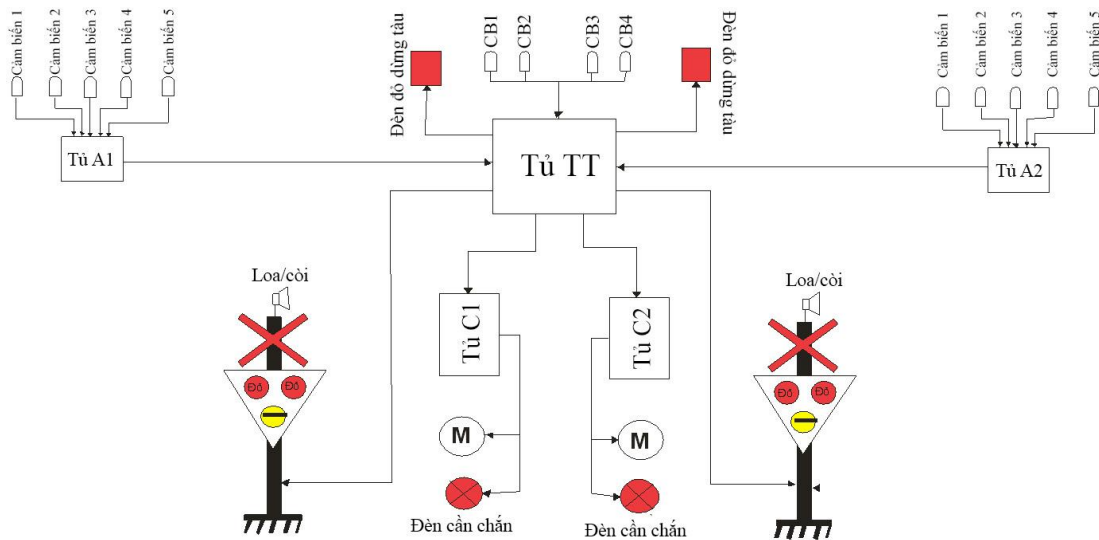 Cảm biến 1
Cảm biến 2
Cảm biến 3
Cảm biến 4
Cảm biến 5
Đèn đỏ dừng tàu
CB1
CB2
CB3
CB4
Đèn đỏ dừng tàu
Cảm biến 1
Cảm biến 2
Cảm biến 3
Cảm biến 4
Cảm biến 5
Tủ A1
Tủ TT
Tủ A2
Loa/còi
Đỏ
Đỏ
Tủ C1
Tủ C2
Loa/còi
Đỏ
Đỏ
M
M
Đèn cần chắn
Đèn cần chắn